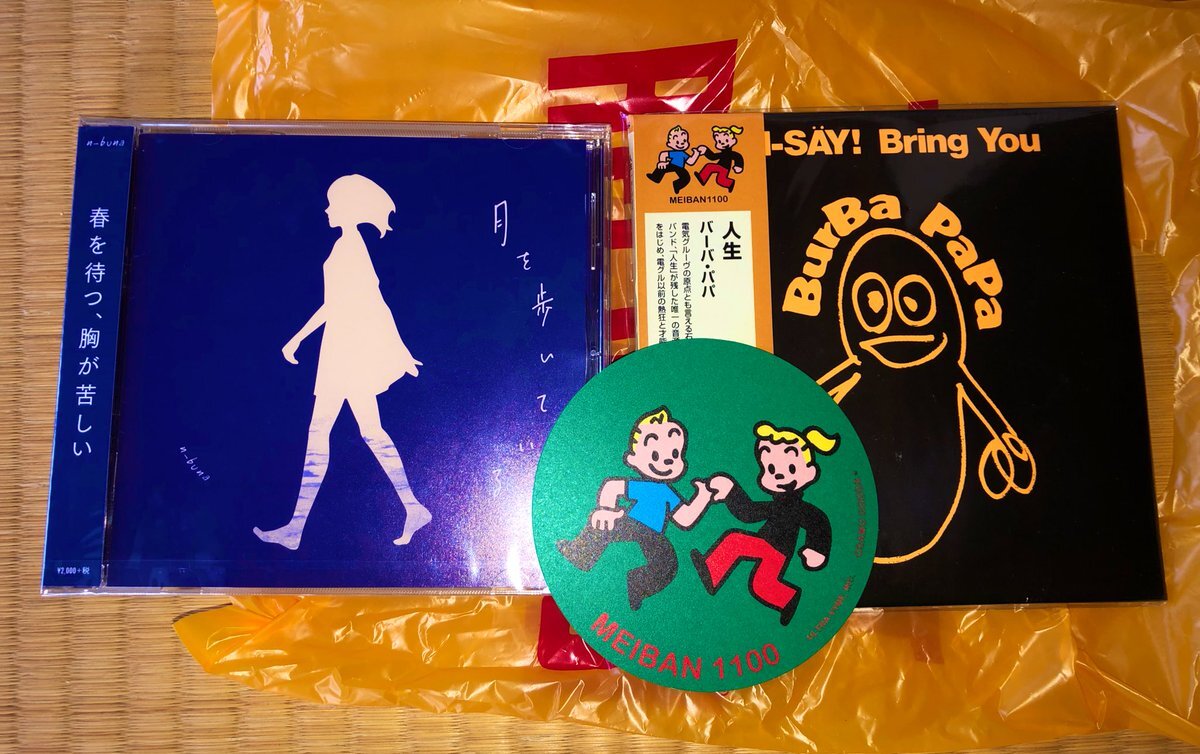 n-buna
春を待つ、胸が苦しい
¥2,000+税
月を歩いて
n-buna
MEIBAN1100
人生
バーバ・パパ
電気グルーヴの原点とも言える石
バンド、「人生」が残した唯一の音
をはじめ、電グル以前の熱狂と才
-SÄY! Bring You
BurBa PaPa
MEIBAN 1100